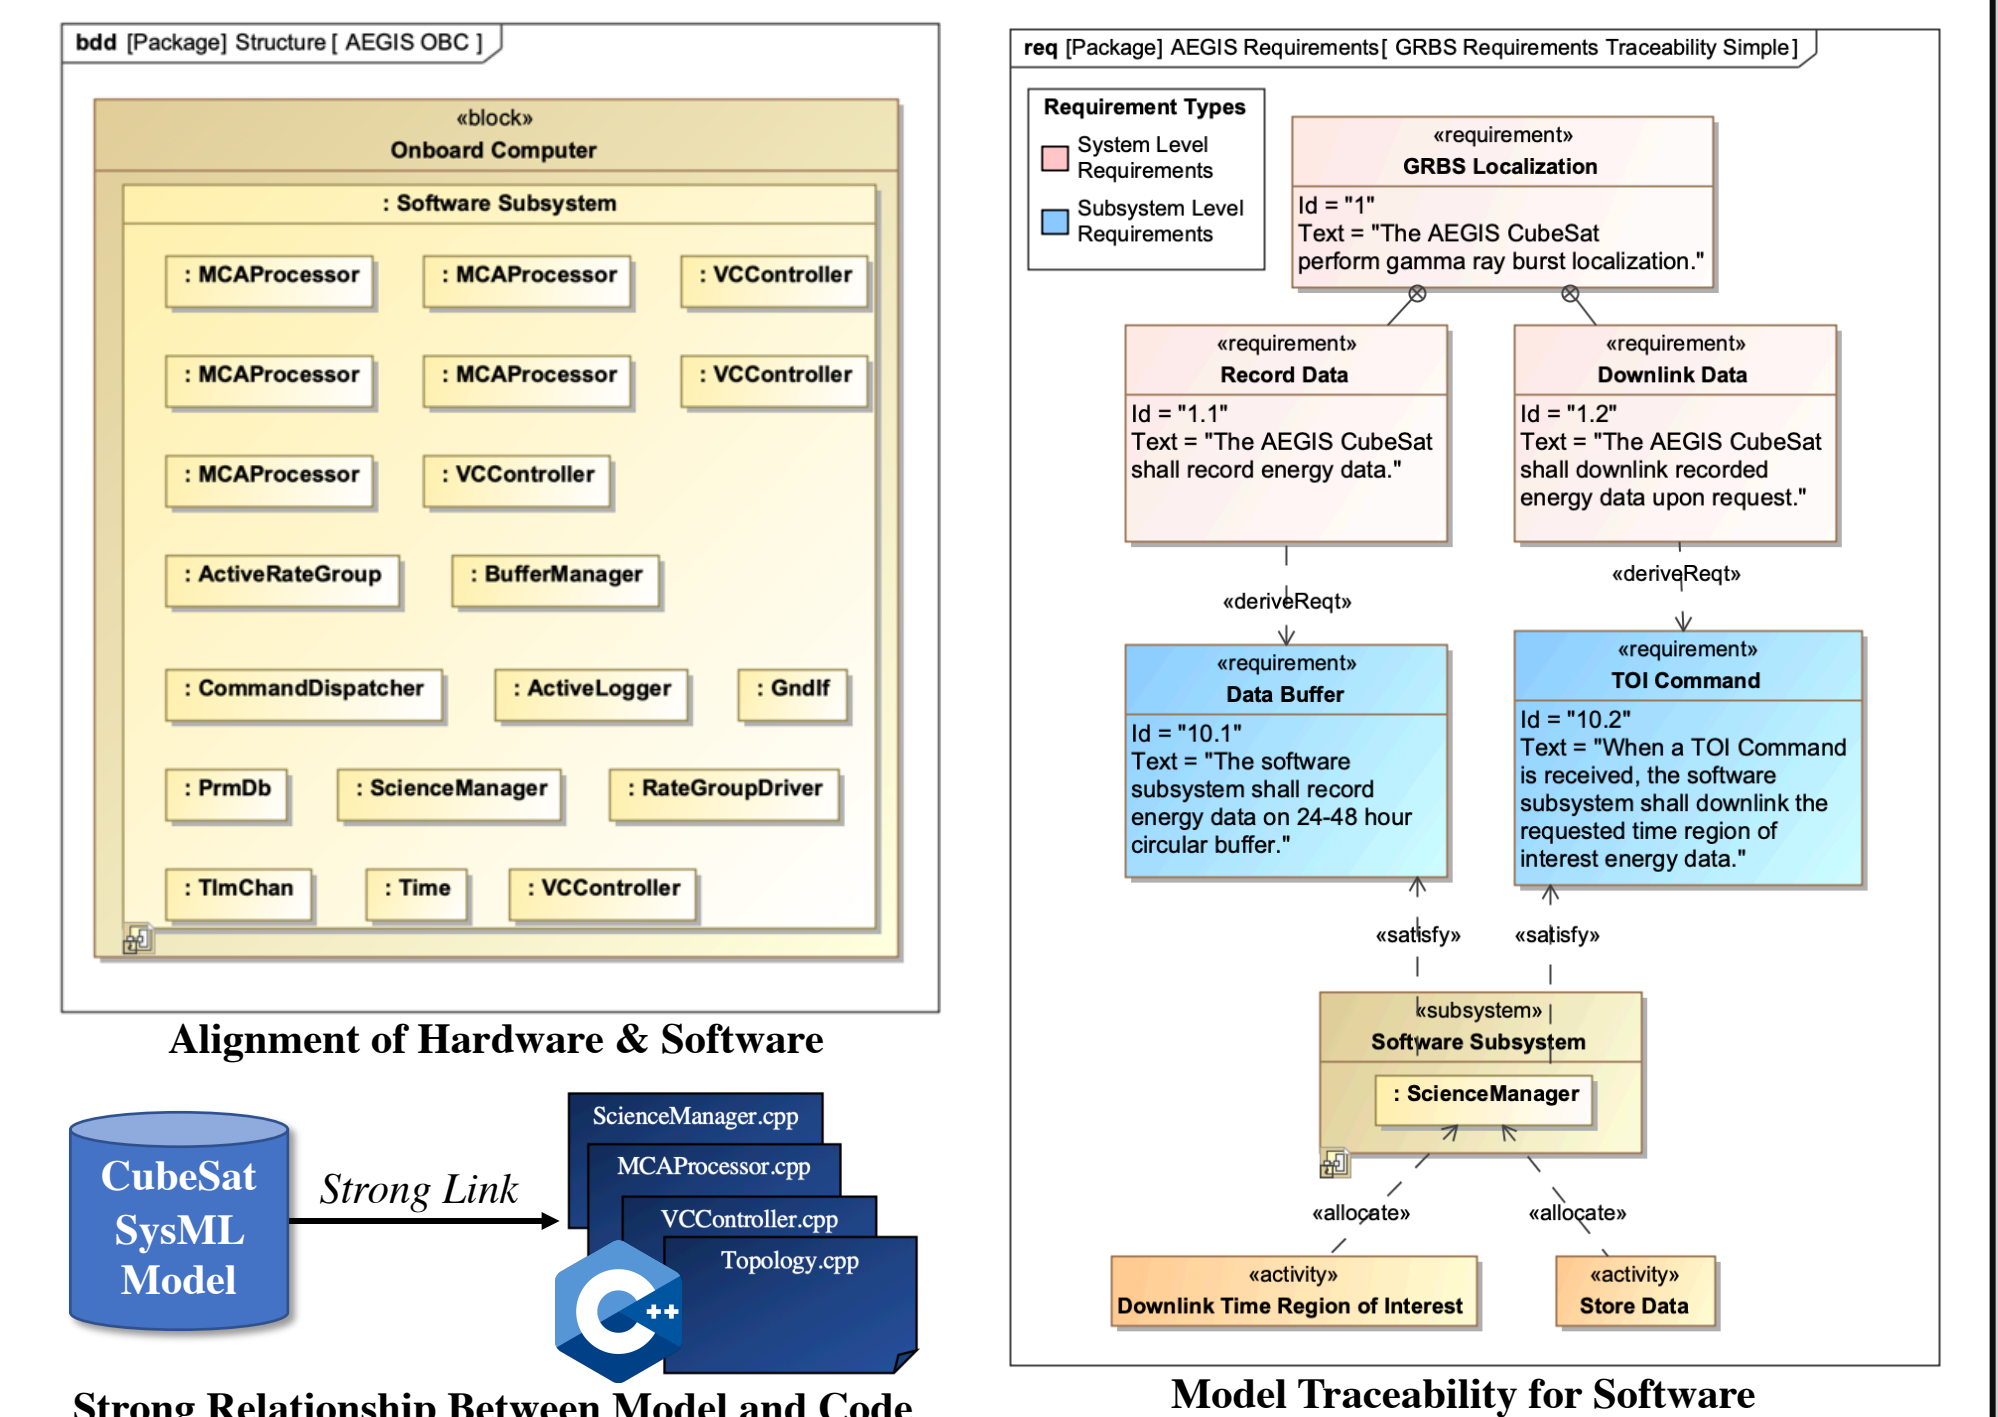 bdd [Package] Structure [ AEGIS OBC ]
«block»
Onboard Computer
: Software Subsystem
: MCAProcessor
: MCAProcessor
: VCController
: MCAProcessor
: MCAProcessor
: VCController
: MCAProcessor
: VCController
: ActiveRateGroup
: BufferManager
: CommandDispatcher
: ActiveLogger
: GndIf
: PrmDb
: ScienceManager
: RateGroupDriver
: TlmChan
: Time
: VCController
Alignment of Hardware & Software
CubeSat
SysML
Model
Strong Link
ScienceManager.cpp
MCAProcessor.cpp
VCController.cpp
Topology.cpp
C++
Strong Relationship Between Model and Code
req [Package] AEGIS Requirements[ GRBS Requirements Traceability Simple]
Requirement Types
System Level
Requirements
Subsystem Level
Requirements
«requirement»
GRBS Localization
Id = "1"
Text = "The AEGIS CubeSat
perform gamma ray burst localization."
«requirement»
Record Data
Id = "1.1"
Text = "The AEGIS CubeSat
shall record energy data."
«requirement»
Downlink Data
Id = "1.2"
Text = "The AEGIS CubeSat
shall downlink recorded
energy data upon request."
«deriveReqt»
«deriveReqt»
«requirement»
Data Buffer
Id = "10.1"
Text = "The software
subsystem shall record
energy data on 24-48 hour
circular buffer."
«requirement»
TOI Command
Id = "10.2"
Text = "When a TOI Command
is received, the software
subsystem shall downlink the
requested time region of
interest energy data."
«satisfy»
«satisfy»
«subsystem»
Software Subsystem
: ScienceManager
«allocate»
«allocate»
«activity»
Downlink Time Region of Interest
«activity»
Store Data
Model Traceability for Software